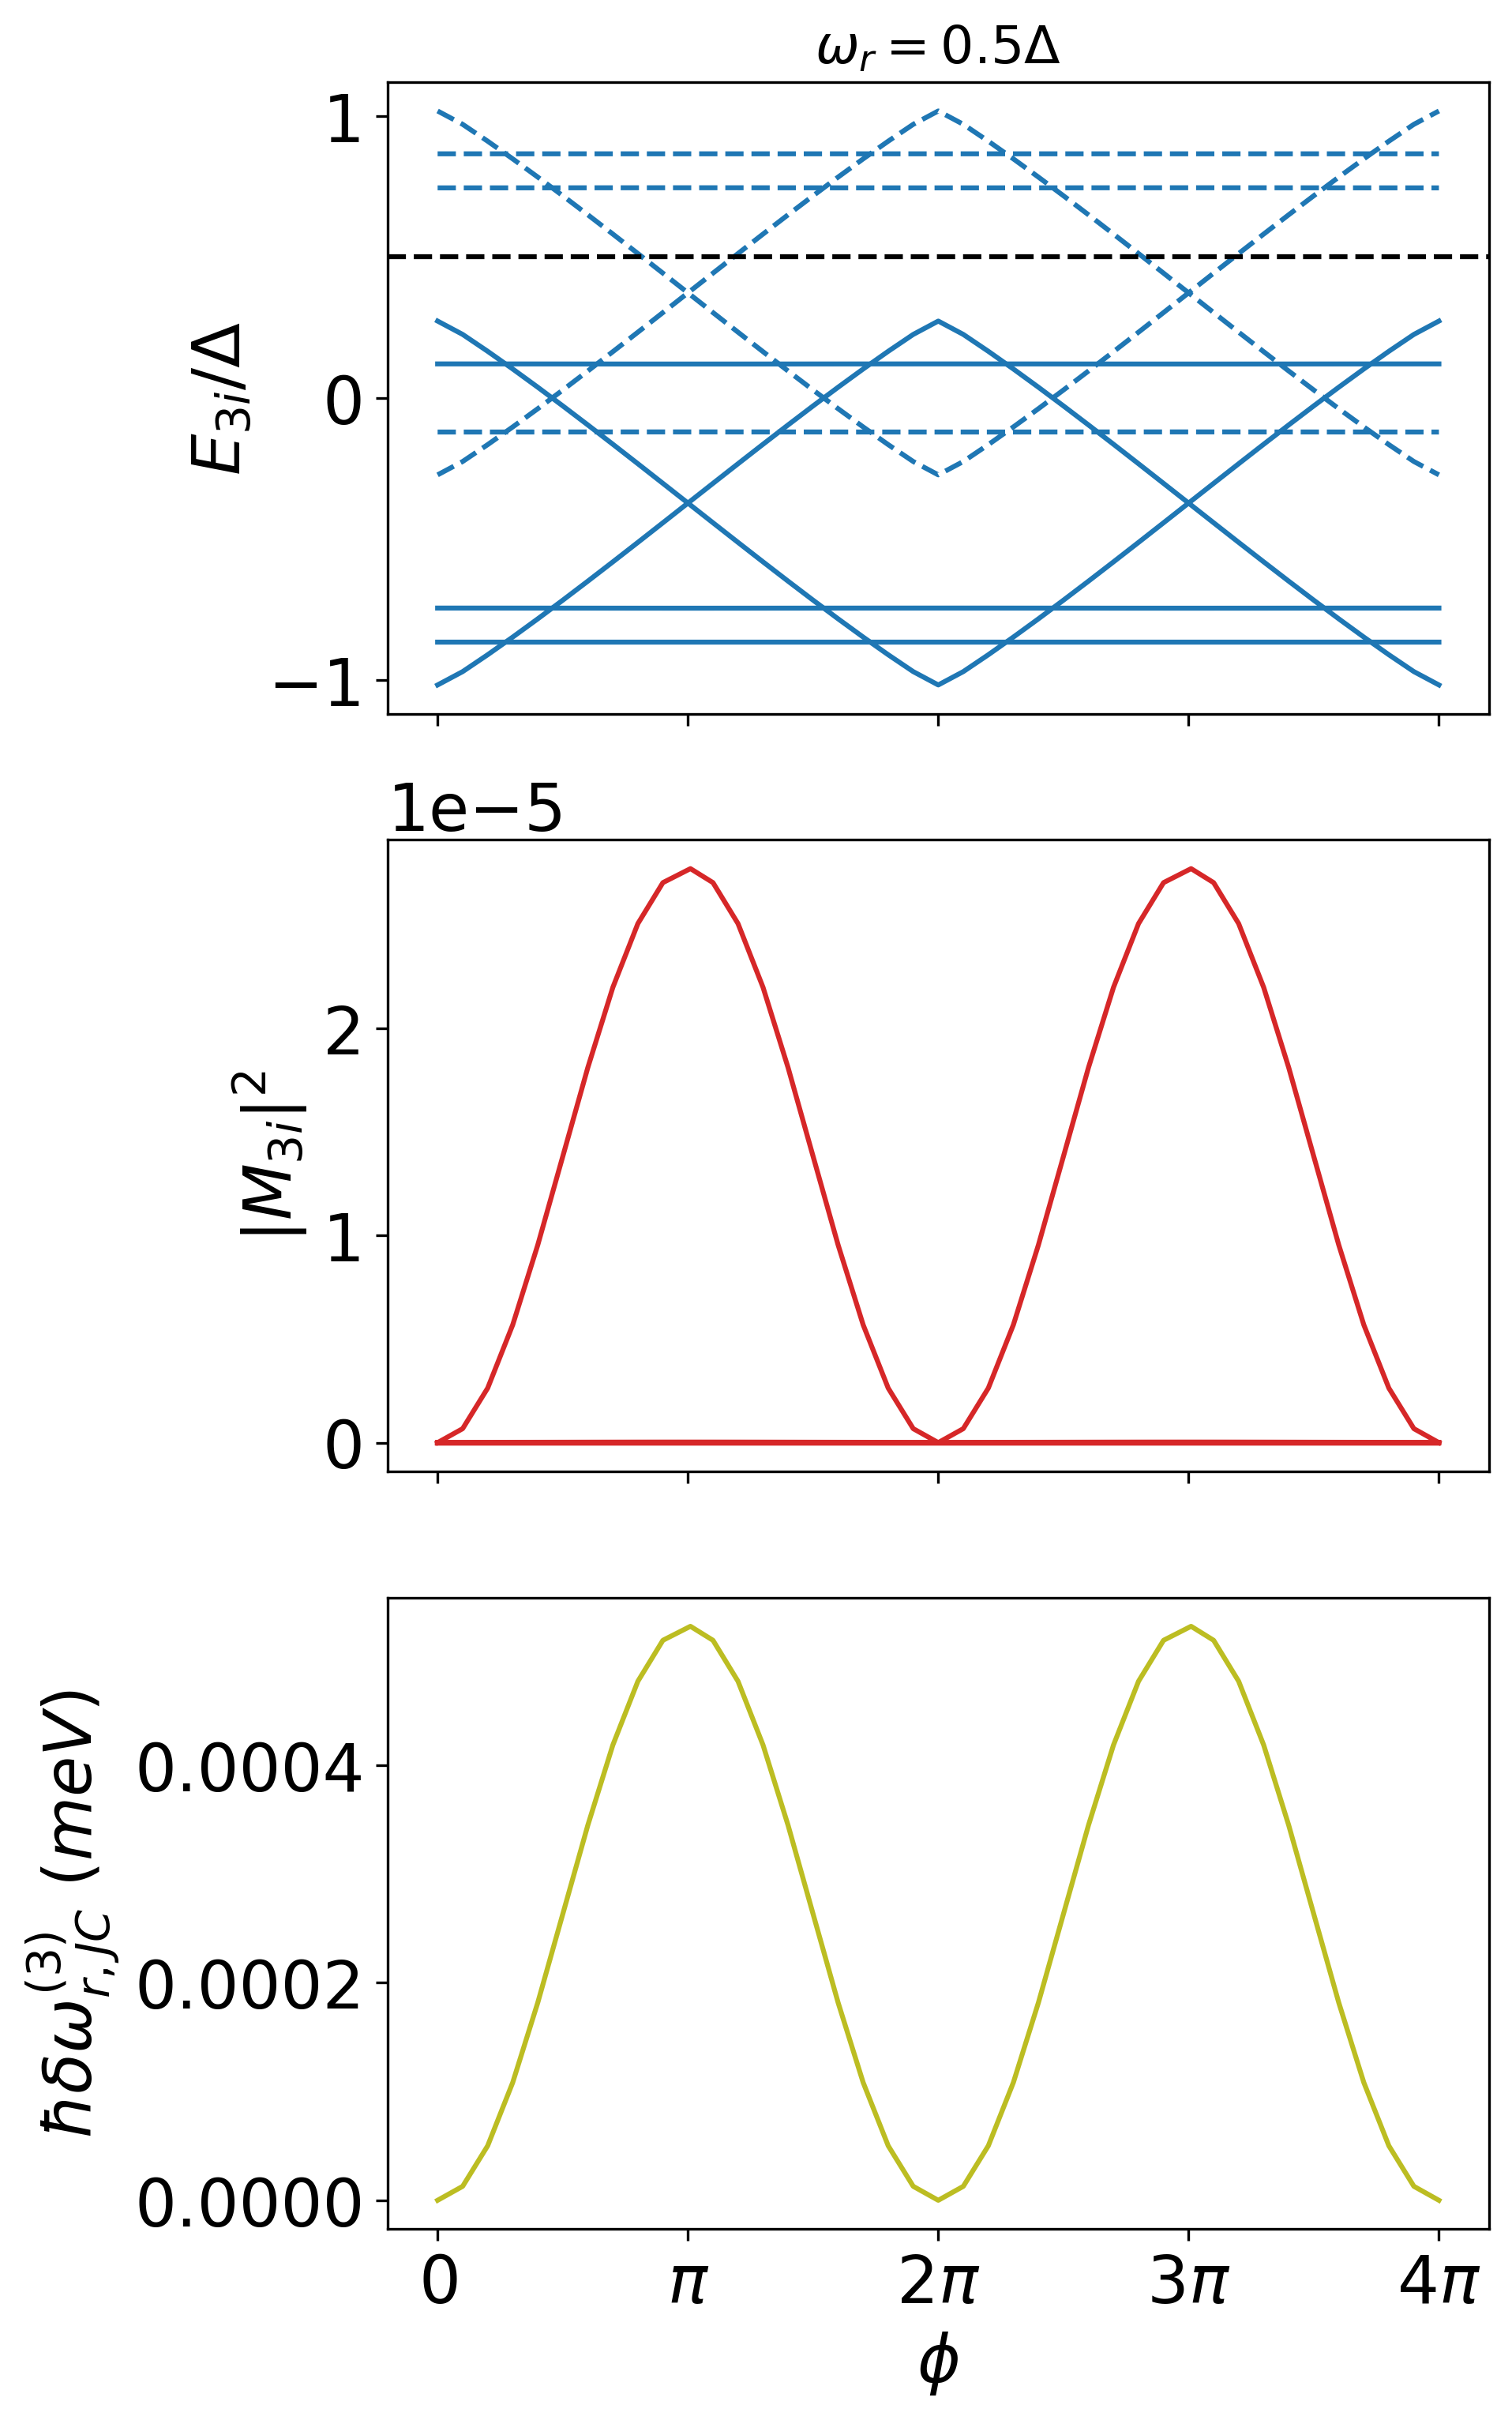 ω_r = 0.5Δ
E_{3i}/Δ
1
0
−1
1e−5
|M_{3i}|^2
2
1
0
ħδω_{r,JC}^{(3)} (meV)
0.0004
0.0002
0.0000
0 π 2π 3π 4π
ϕ